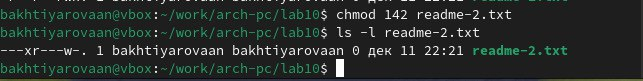 bakhtiyarovaan@vbox:~/work/arch-pc/lab10$ chmod 142 readme-2.txt
bakhtiyarovaan@vbox:~/work/arch-pc/lab10$ ls -l readme-2.txt
---xr---w-. 1 bakhtiyarovaan bakhtiyarovaan 0 дек 11 22:21 readme-2.txt
bakhtiyarovaan@vbox:~/work/arch-pc/lab10$